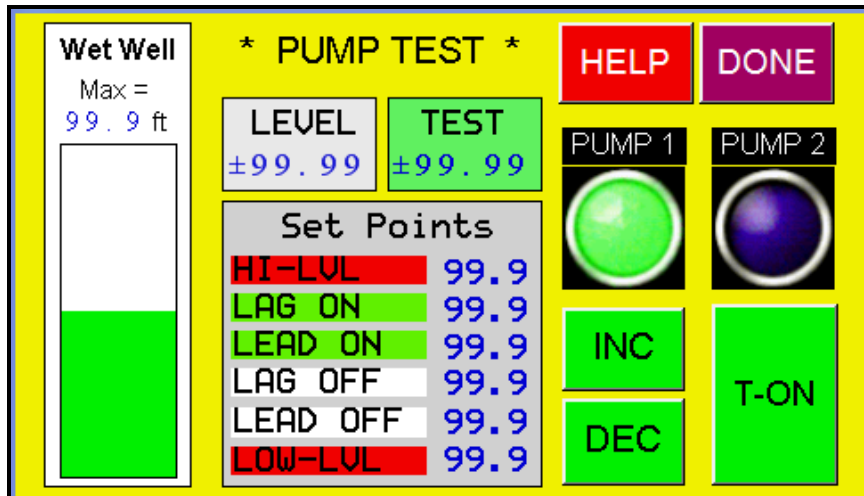 Wet Well
Max =
99.9 ft
* PUMP TEST *
LEVEL
±99.99
TEST
±99.99
Set Points
HI-LVL 99.9
LAG ON 99.9
LEAD ON 99.9
LAG OFF 99.9
LEAD OFF 99.9
LOW-LVL 99.9
HELP
DONE
PUMP 1
PUMP 2
INC
DEC
T-ON